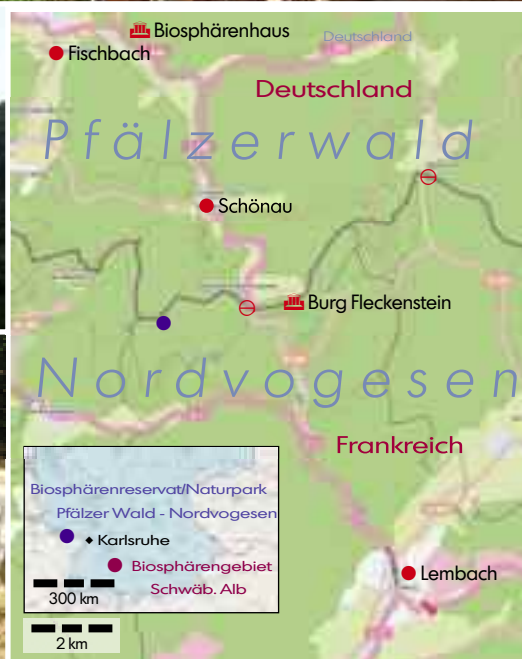 Biosphärenhaus
Deutschland
Fischbach
Deutschland
Pfälzerwald
Schönau
Burg Fleckenstein
Nordvogesen
Frankreich
Biosphärenreservat/Naturpark
Pfälzer Wald - Nordvogesen
Karlsruhe
Biosphärengebiet
Schwäb. Alb
300 km
Lembach
2 km